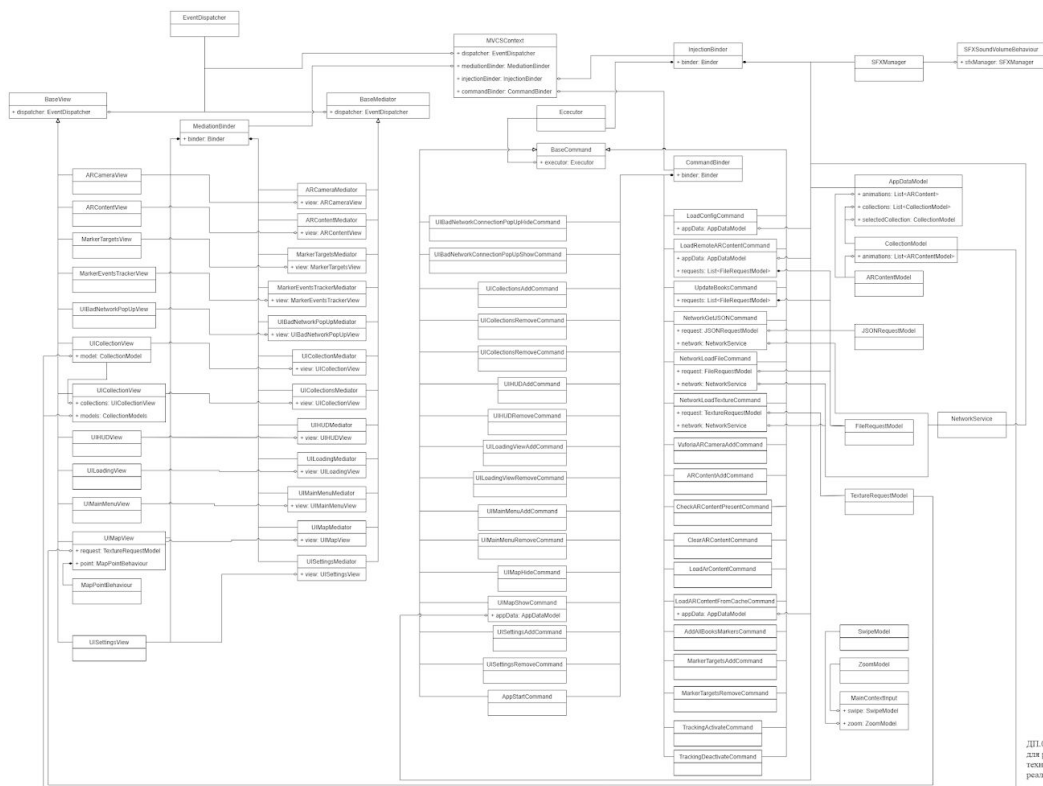 EventDispatcher
MVCSContext
+ dispatcher: EventDispatcher
+ mediationBinder: MediationBinder
+ injectionBinder: InjectionBinder
+ commandBinder: CommandBinder
InjectionBinder
+ binder: Binder
SFXManager
SFXSoundVolumeBehaviour
+ sfxManager: SFXManager
BaseView
+ dispatcher: EventDispatcher
BaseMediator
+ dispatcher: EventDispatcher
MediationBinder
+ binder: Binder
Executor
BaseCommand
+ executor: Executor
CommandBinder
+ binder: Binder
ARCameraView
ARContentView
MarkerTargetsView
MarkerEventsTrackerView
UIBadNetworkPopUpView
UICollectionView
+ model: CollectionModel
UICollectionView
+ collections: UICollectionView
+ models: CollectionModels
UIHUDView
UILoadingView
UIMainMenuView
UIMapView
+ request: TextureRequestModel
+ point: MapPointBehaviour
MapPointBehaviour
UISettingsView
ARCameraMediator
+ view: ARCameraView
ARContentMediator
+ view: ARContentView
MarkerTargetsMediator
+ view: MarkerTargetsView
MarkerEventsTrackerMediator
+ view: MarkerEventsTrackerView
UIBadNetworkPopUpMediator
+ view: UIBadNetworkPopUpView
UICollectionMediator
+ view: UICollectionView
UICollectionsMediator
+ view: UICollectionView
UIHUDMediator
+ view: UIHUDView
UILoadingMediator
+ view: UILoadingView
UIMainMenuMediator
+ view: UIMainMenuView
UIMapMediator
+ view: UIMapView
UISettingsMediator
+ view: UISettingsView
UIBadNetworkConnectionPopUpHideCommand
UIBadNetworkConnectionPopUpShowCommand
UICollectionsAddCommand
UICollectionsRemoveCommand
UICollectionsRemoveCommand
UIHUDAddCommand
UIHUDRemoveCommand
UILoadingViewAddCommand
UILoadingViewRemoveCommand
UIMainMenuAddCommand
UIMainMenuRemoveCommand
UIMapHideCommand
UIMapShowCommand
+ appData: AppDataModel
UISettingsAddCommand
UISettingsRemoveCommand
AppStartCommand
LoadConfigCommand
+ appData: AppDataModel
LoadRemoteARContentCommand
+ appData: AppDataModel
+ requests: List<FileRequestModel>
UpdateBooksCommand
+ requests: List<FileRequestModel>
NetworkGetJSONCommand
+ request: JSONRequestModel
+ network: NetworkService
NetworkLoadFileCommand
+ request: FileRequestModel
+ network: NetworkService
NetworkLoadTextureCommand
+ request: TextureRequestModel
+ network: NetworkService
VuforiaARCameraAddCommand
ARContentAddCommand
CheckARContentPresentCommand
ClearARContentCommand
LoadArContentCommand
LoadARContentFromCacheCommand
+ appData: AppDataModel
AddAllBooksMarkersCommand
MarkerTargetsAddCommand
MarkerTargetsRemoveCommand
TrackingActivateCommand
TrackingDeactivateCommand
AppDataModel
+ animations: List<ARContent>
+ collections: List<CollectionModel>
+ selectedCollection: CollectionModel
CollectionModel
+ animations: List<ARContentModel>
ARContentModel
JSONRequestModel
FileRequestModel
NetworkService
TextureRequestModel
SwipeModel
ZoomModel
MainContextInput
+ swipe: SwipeModel
+ zoom: ZoomModel
для